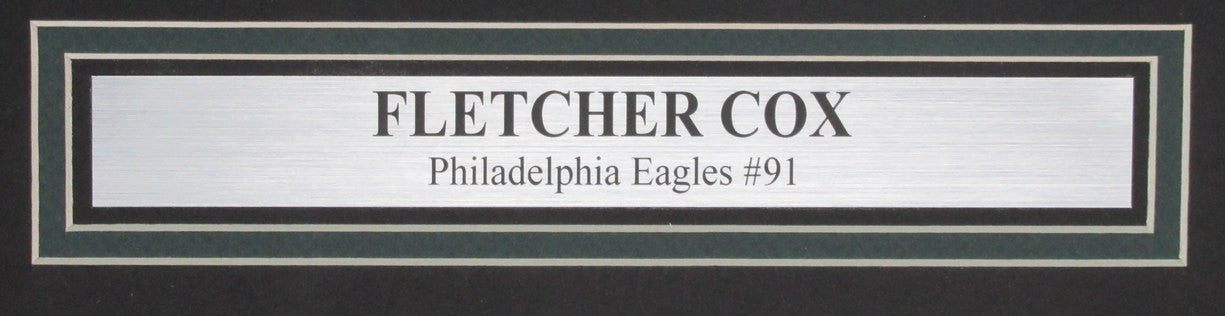 FLETCHER COX
Philadelphia Eagles #91